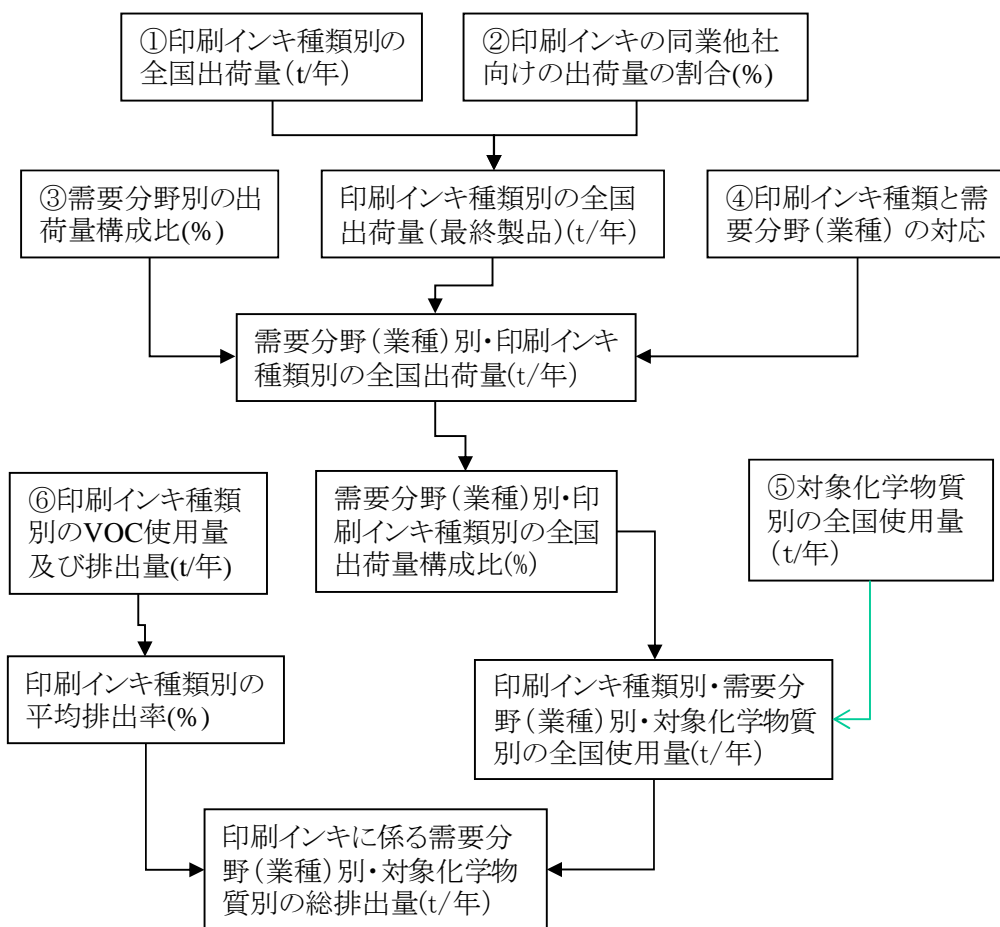 ①印刷インキ種類別の
全国出荷量(t/年)
②印刷インキの同業他社
向けの出荷量の割合(%)
③需要分野別の出
荷量構成比(%)
印刷インキ種類別の全国
出荷量(最終製品)(t/年)
④印刷インキ種類と需
要分野(業種) の対応
需要分野(業種)別・印刷インキ
種類別の全国出荷量(t/年)
⑥印刷インキ種類
別のVOC使用量
及び排出量(t/年)
需要分野(業種)別・印
刷インキ種類別の全国
出荷量構成比(%)
⑤対象化学物質
別の全国使用量
(t/年)
印刷インキ種類別の
平均排出率(%)
印刷インキ種類別・需要分
野(業種)別・対象化学物質
別の全国使用量(t/年)
印刷インキに係る需要分
野(業種)別・対象化学物
質別の総排出量(t/年)